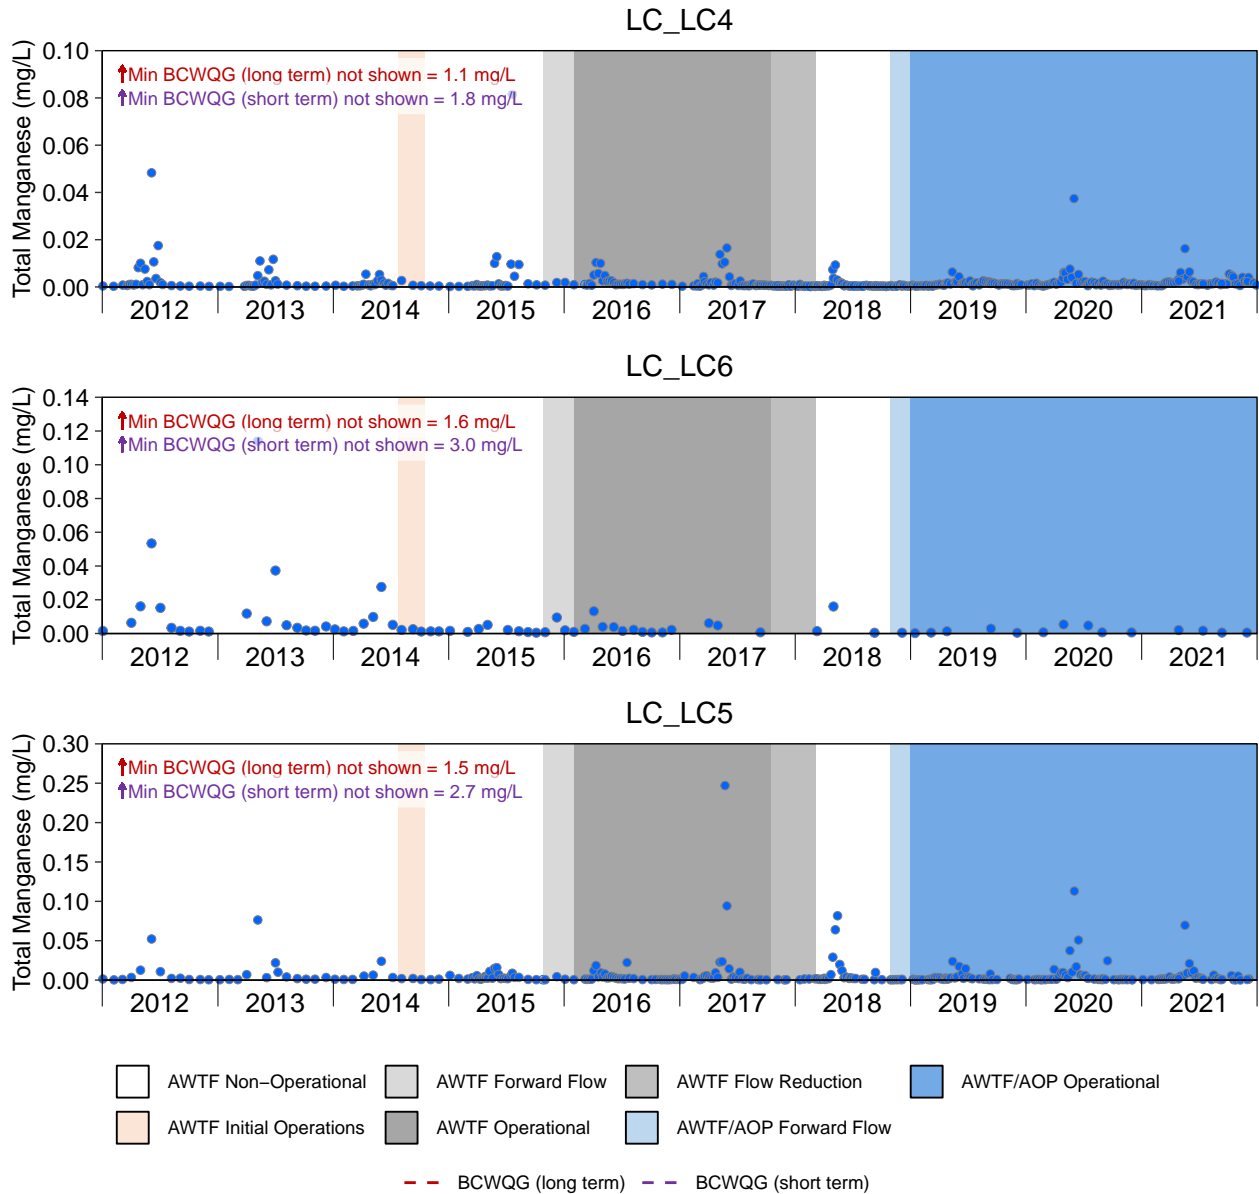 LC_LC4
Total Manganese (mg/L)
0.10
0.08
0.06
0.04
0.02
0.00
Min BCWQG (long term) not shown = 1.1 mg/L
Min BCWQG (short term) not shown = 1.8 mg/L
2012 2013 2014 2015 2016 2017 2018 2019 2020 2021
LC_LC6
Total Manganese (mg/L)
0.14
0.12
0.10
0.08
0.06
0.04
0.02
0.00
Min BCWQG (long term) not shown = 1.6 mg/L
Min BCWQG (short term) not shown = 3.0 mg/L
2012 2013 2014 2015 2016 2017 2018 2019 2020 2021
LC_LC5
Total Manganese (mg/L)
0.30
0.25
0.20
0.15
0.10
0.05
0.00
Min BCWQG (long term) not shown = 1.5 mg/L
Min BCWQG (short term) not shown = 2.7 mg/L
2012 2013 2014 2015 2016 2017 2018 2019 2020 2021
AWTF Non−Operational AWTF Forward Flow AWTF Flow Reduction AWTF/AOP Operational
AWTF Initial Operations AWTF Operational AWTF/AOP Forward Flow
BCWQG (long term) BCWQG (short term)